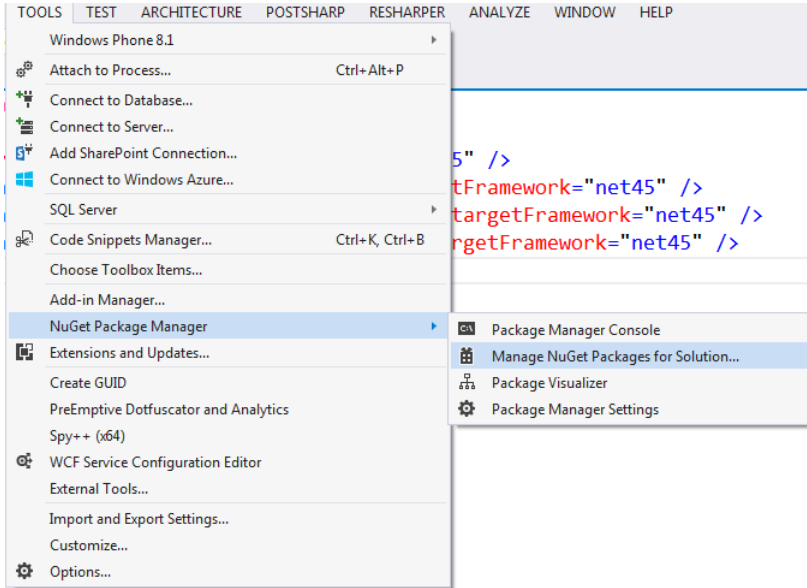 TOOLS TEST ARCHITECTURE POSTSHARP RESHARPER ANALYZE WINDOW HELP
Windows Phone 8.1
Attach to Process... Ctrl+Alt+P
Connect to Database...
Connect to Server...
Add SharePoint Connection...
5" />
Connect to Windows Azure...
tFramework="net45" />
SQL Server
targetFramework="net45" />
Code Snippets Manager... Ctrl+K, Ctrl+B
rgetFramework="net45" />
Choose Toolbox Items...
Add-in Manager...
NuGet Package Manager
Package Manager Console
Extensions and Updates...
Manage NuGet Packages for Solution...
Create GUID
Package Visualizer
PreEmptive Dotfuscator and Analytics
Package Manager Settings
Spy++ (x64)
WCF Service Configuration Editor
External Tools...
Import and Export Settings...
Customize...
Options...